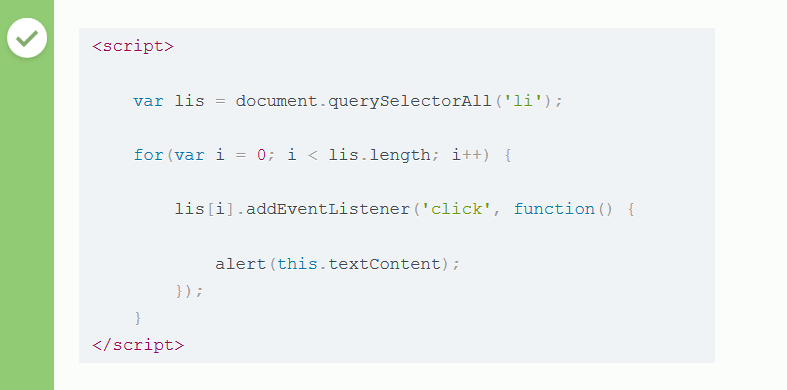 <script>
var lis = document.querySelectorAll('li');
for(var i = 0; i < lis.length; i++) {
lis[i].addEventListener('click', function() {
alert(this.textContent);
});
}
</script>